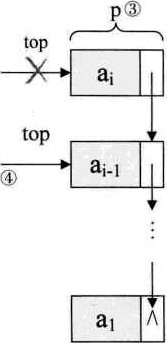 p③
top
aᵢ
top
④
aᵢ₋₁
⋮
a₁ ∧